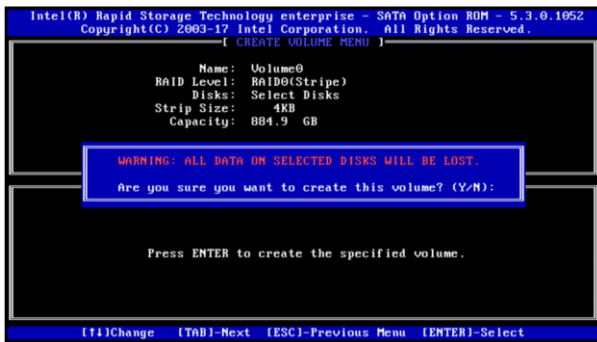 Intel(R) Rapid Storage Technology enterprise - SATA Option ROM - 5.3.0.1052
Copyright(C) 2003-17 Intel Corporation. All Rights Reserved.
[ CREATE VOLUME MENU ]
Name: Volume0
RAID Level: RAID0(Stripe)
Disks: Select Disks
Strip Size: 4KB
Capacity: 884.9 GB
WARNING: ALL DATA ON SELECTED DISKS WILL BE LOST.
Are you sure you want to create this volume? (Y/N):
Press ENTER to create the specified volume.
[↑↓]Change [TAB]-Next [ESC]-Previous Menu [ENTER]-Select